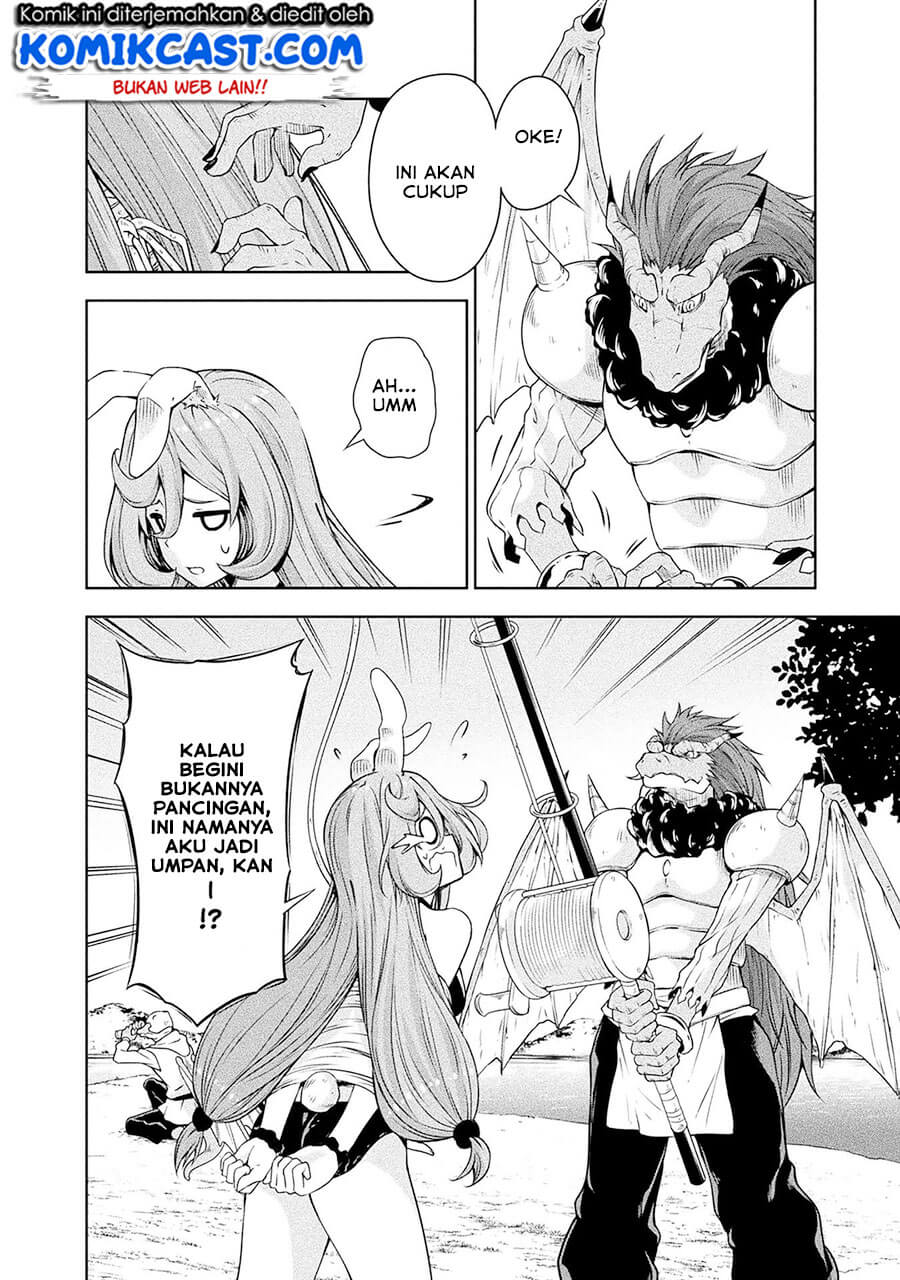 Komik ini diterjemahkan & diedit oleh
KOMIKCAST.COM
BUKAN WEB LAIN!!
OKE!
INI AKAN
CUKUP
AH...
UMM
KALAU
BEGINI
BUKANNYA
PANCINGAN,
INI NAMANYA
AKU JADI
UMPAN, KAN
!?